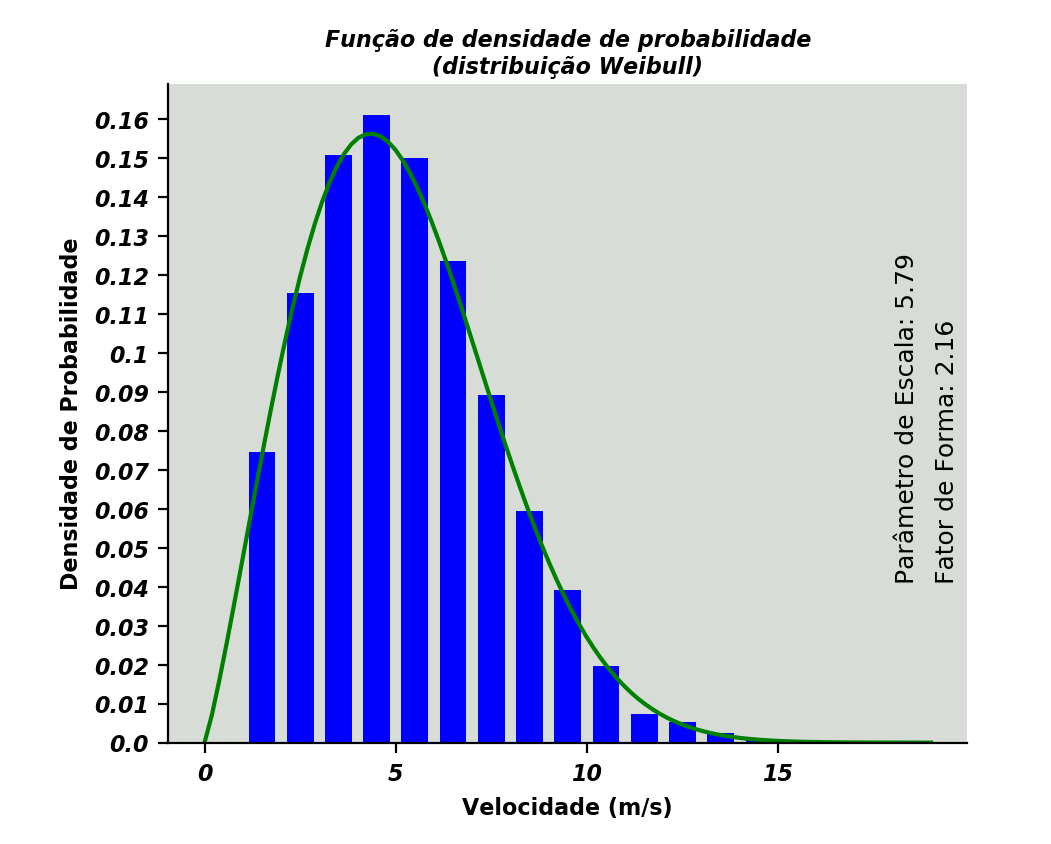 Função de densidade de probabilidade
(distribuição Weibull)
Densidade de Probabilidade
0.16
0.15
0.14
0.13
0.12
0.11
0.1
0.09
0.08
0.07
0.06
0.05
0.04
0.03
0.02
0.01
0.0
Parâmetro de Escala: 5.79
Fator de Forma: 2.16
0 5 10 15
Velocidade (m/s)